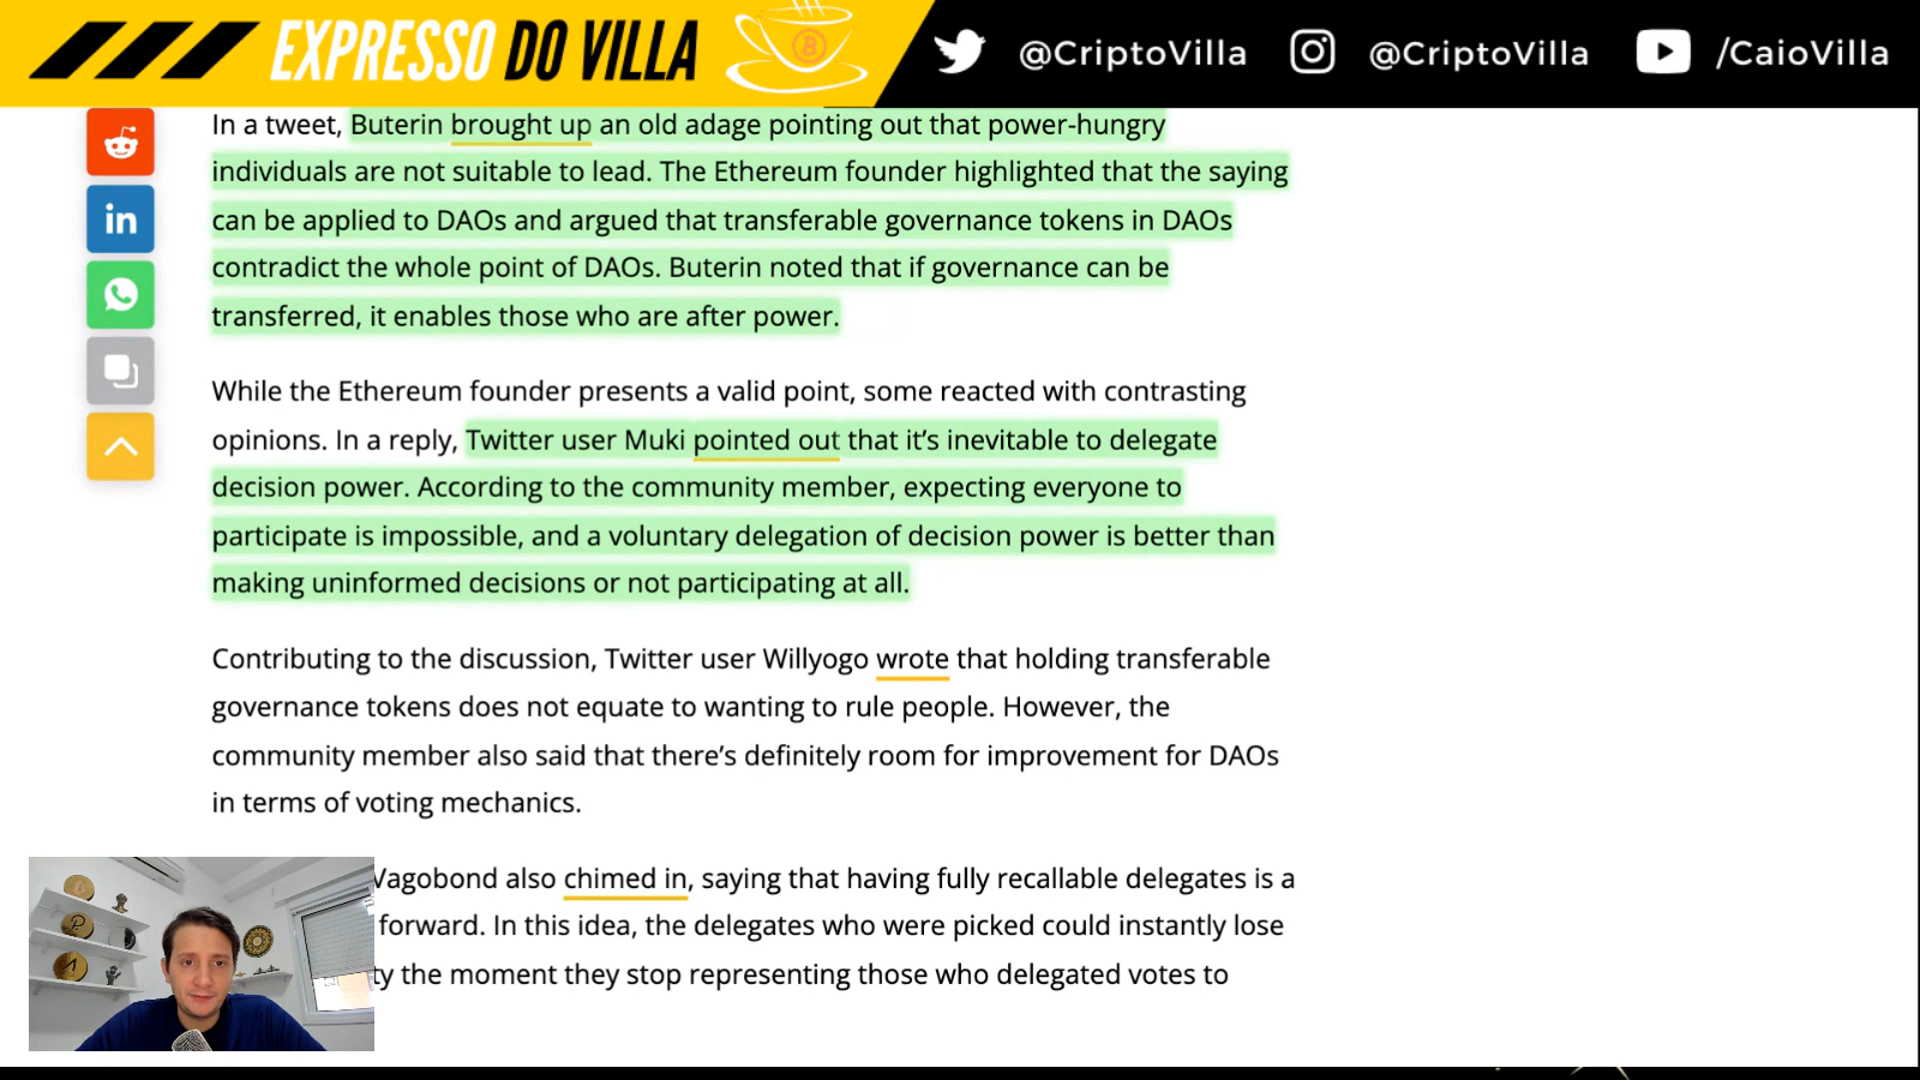 EXPRESSO DO VILLA
@CriptoVilla
@CriptoVilla
/CaioVilla
In a tweet, Buterin brought up an old adage pointing out that power-hungry
individuals are not suitable to lead. The Ethereum founder highlighted that the saying
can be applied to DAOs and argued that transferable governance tokens in DAOs
contradict the whole point of DAOs. Buterin noted that if governance can be
transferred, it enables those who are after power.
While the Ethereum founder presents a valid point, some reacted with contrasting
opinions. In a reply, Twitter user Muki pointed out that it’s inevitable to delegate
decision power. According to the community member, expecting everyone to
participate is impossible, and a voluntary delegation of decision power is better than
making uninformed decisions or not participating at all.
Contributing to the discussion, Twitter user Willyogo wrote that holding transferable
governance tokens does not equate to wanting to rule people. However, the
community member also said that there’s definitely room for improvement for DAOs
in terms of voting mechanics.
Vagobond also chimed in, saying that having fully recallable delegates is a
forward. In this idea, the delegates who were picked could instantly lose
ty the moment they stop representing those who delegated votes to
in